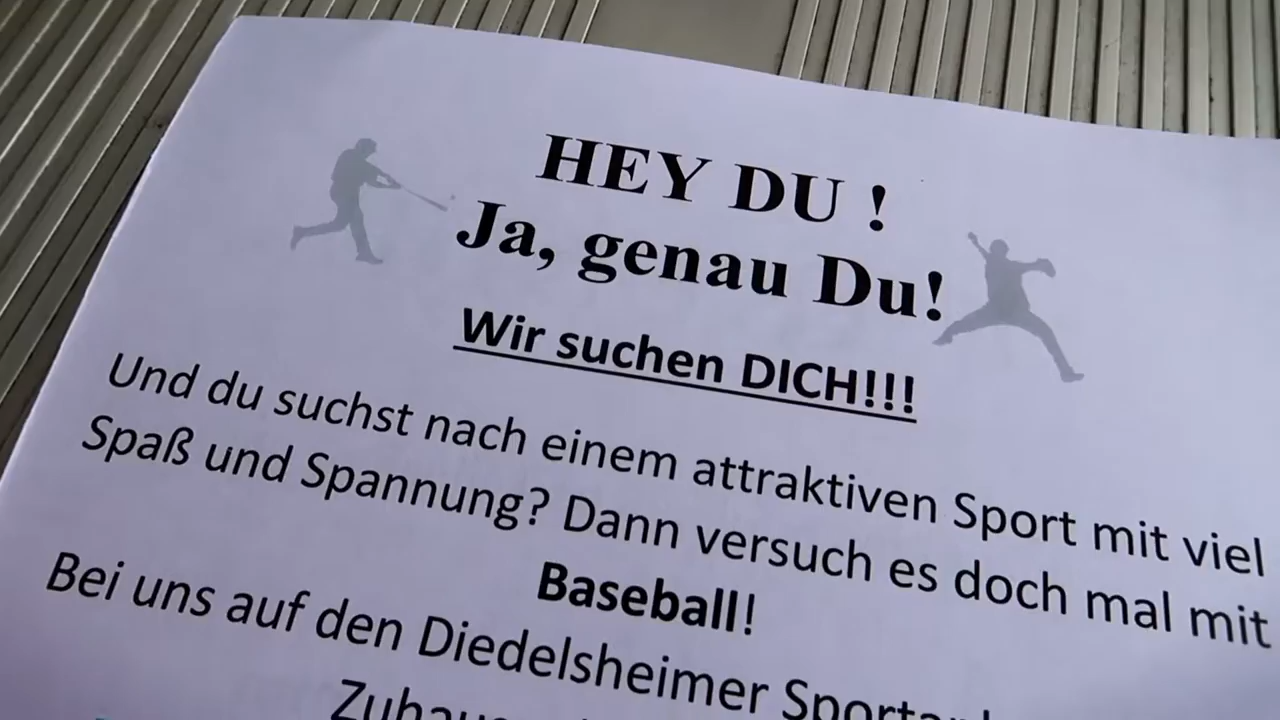 HEY DU !
Ja, genau Du!
Wir suchen DICH!!!
Und du suchst nach einem attraktiven Sport mit viel
Spaß und Spannung? Dann versuch es doch mal mit
Baseball!
Bei uns auf den Diedelsheimer